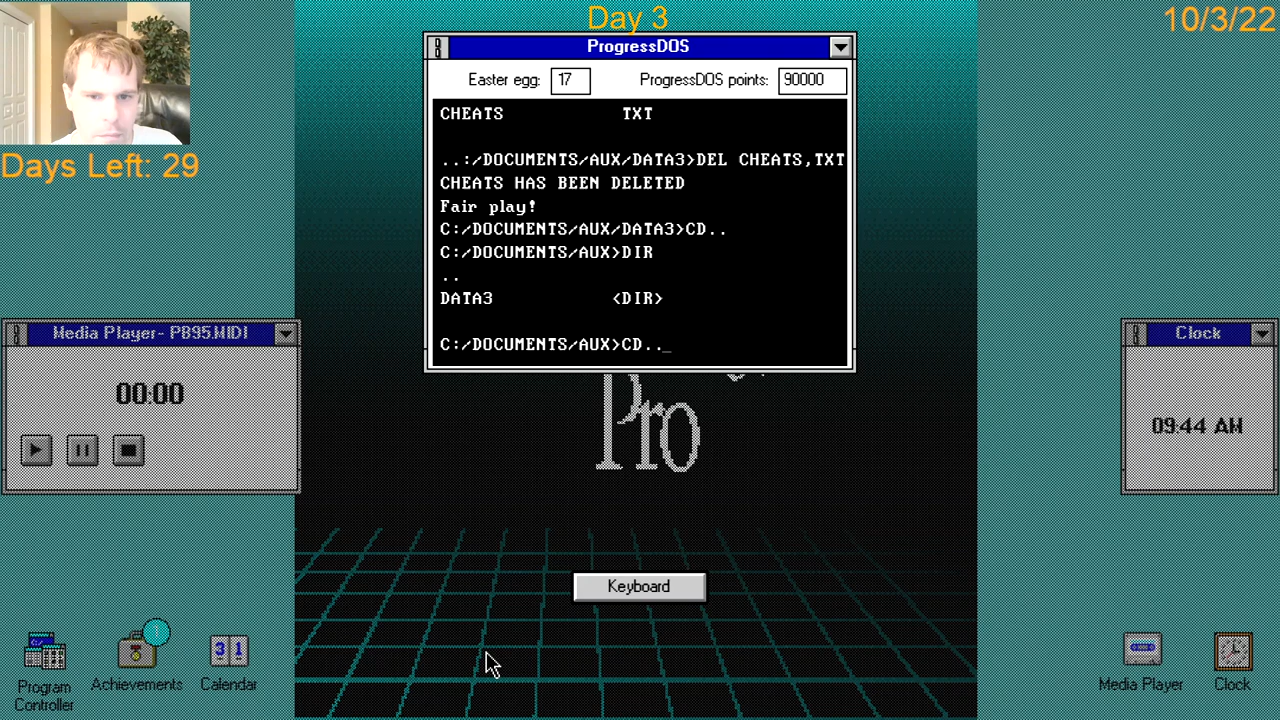 Day 3
10/3/22
ProgressDOS
Easter egg: 17
ProgressDOS points: 90000
CHEATS TXT
..:/DOCUMENTS/AUX/DATA3>DEL CHEATS,TXT
CHEATS HAS BEEN DELETED
Fair play!
C:/DOCUMENTS/AUX/DATA3>CD..
C:/DOCUMENTS/AUX>DIR
..
DATA3 <DIR>
C:/DOCUMENTS/AUX>CD.._
Days Left: 29
Media Player- PB95.MIDI
00:00
Clock
09:44 AM
Pro
Keyboard
Program
Controller
Achievements
1
31
Calendar
Media Player
Clock